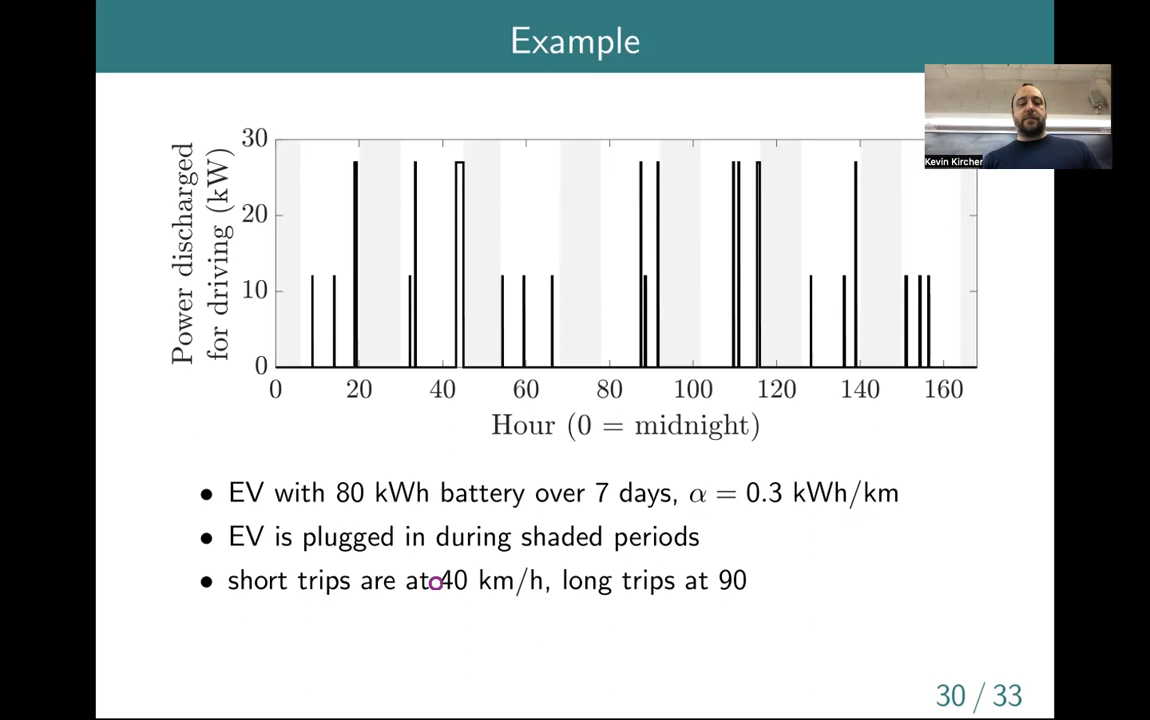 Example
Kevin Kircher
Power discharged
for driving (kW)
30
20
10
0
0 20 40 60 80 100 120 140 160
Hour (0 = midnight)
• EV with 80 kWh battery over 7 days, α = 0.3 kWh/km
• EV is plugged in during shaded periods
• short trips are at 40 km/h, long trips at 90
30 / 33